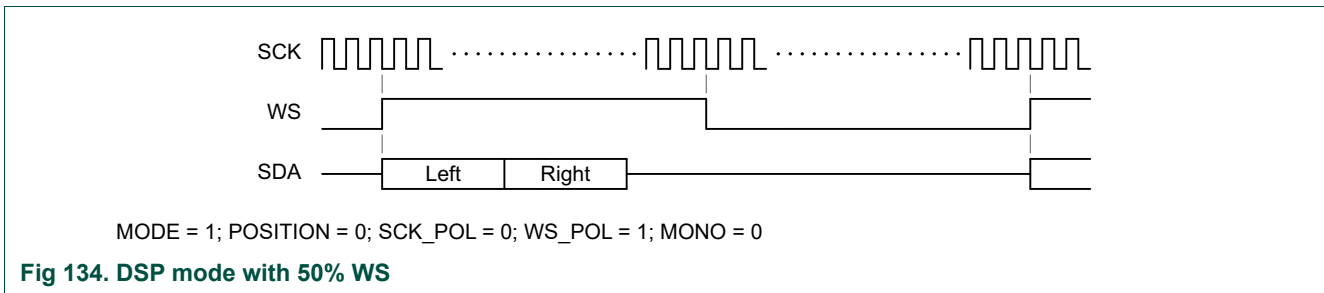 SCK
WS
SDA Left Right
MODE = 1; POSITION = 0; SCK_POL = 0; WS_POL = 1; MONO = 0
Fig 134. DSP mode with 50% WS